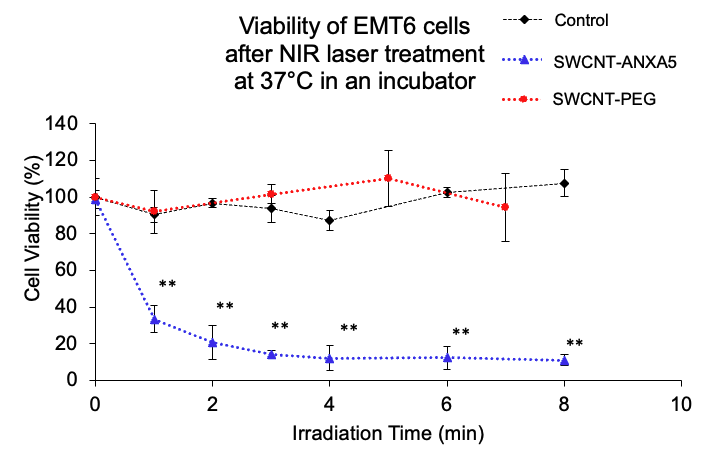 Viability of EMT6 cells
after NIR laser treatment
at 37°C in an incubator
Control
SWCNT-ANXA5
SWCNT-PEG
Cell Viability (%)
140
120
100
80
60
40
20
0
**
**
**
**
**
**
0
2
4
6
8
10
Irradiation Time (min)